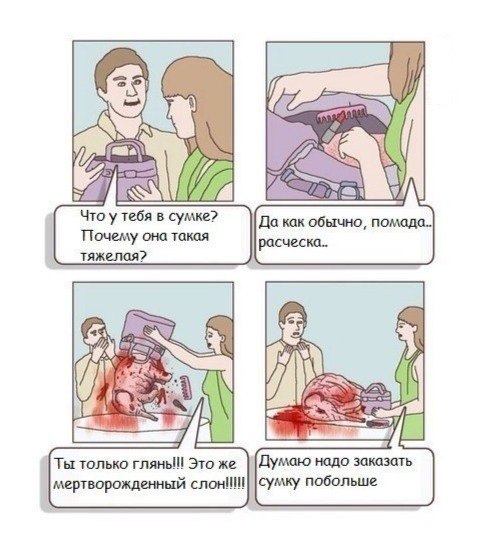 Что у тебя в сумке?
Почему она такая
тяжелая?
Да как обычно, помада..
расческа..
Ты только глянь!!! Это же
мертворожденный слон!!!!!
Думаю надо заказать
сумку побольше